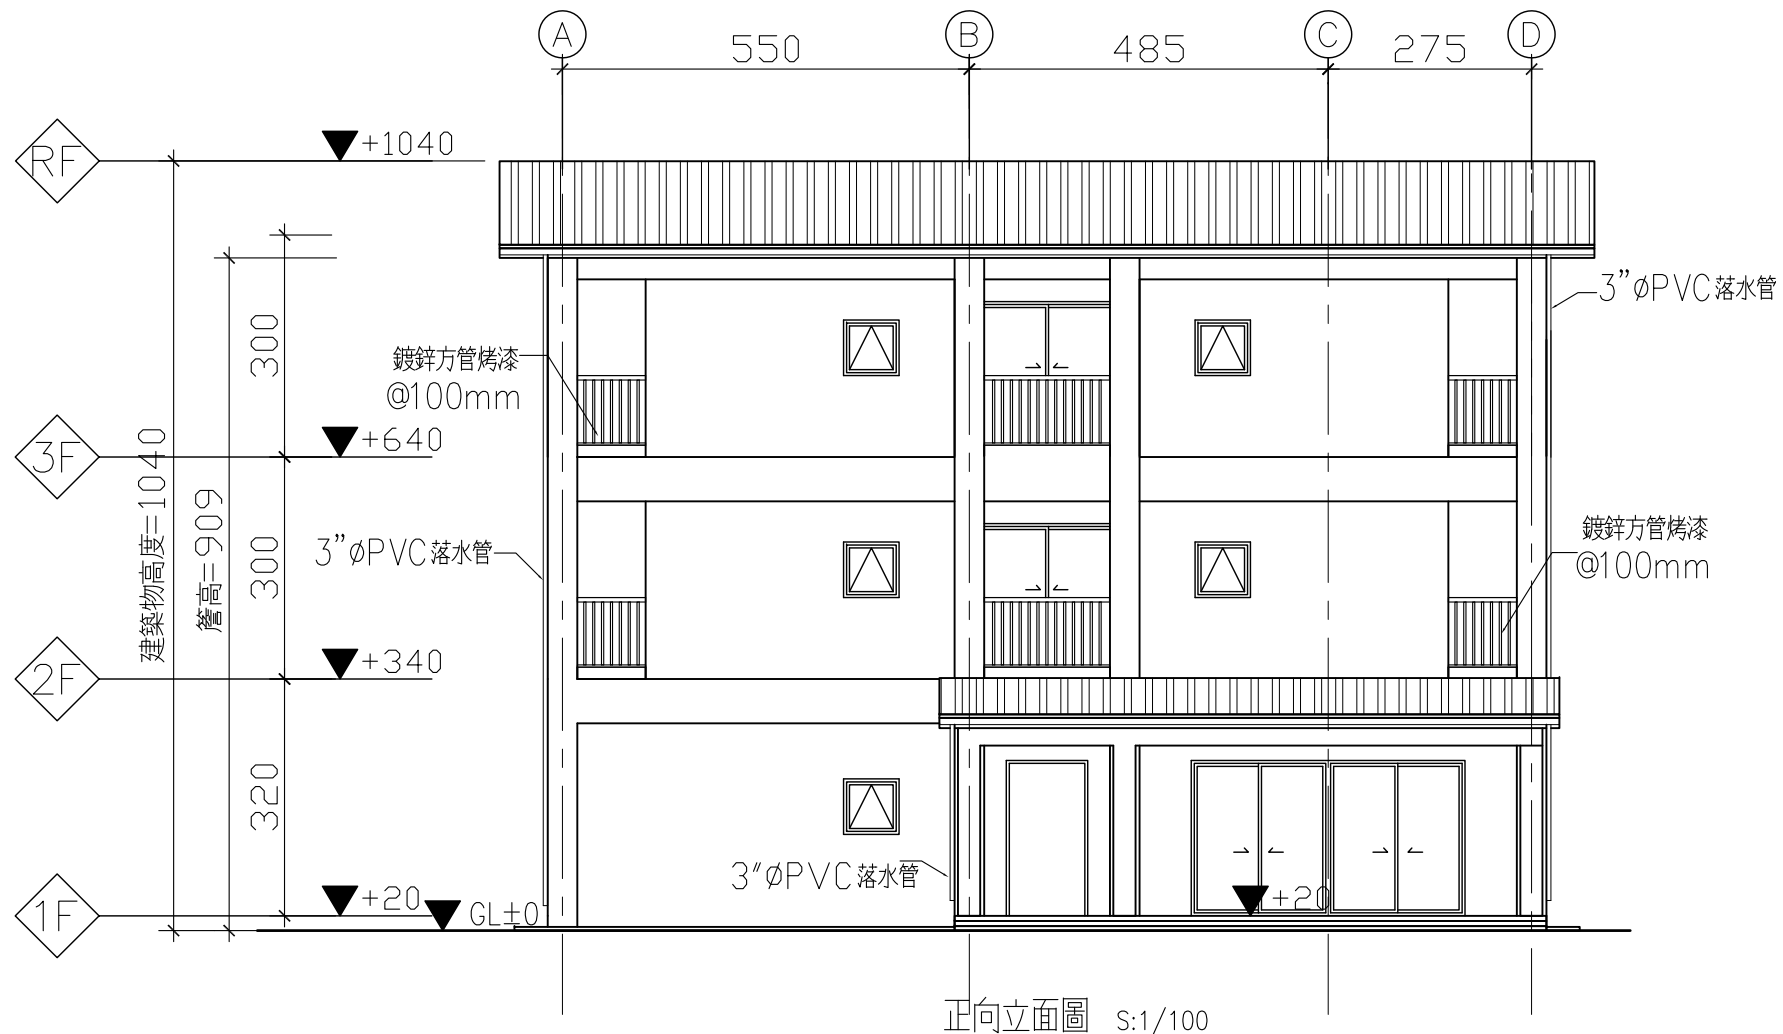 A
550
B
485
C
275
D
RF
+1040
3"øPVC落水管
300
鍍鋅方管烤漆
@100mm
3F
+640
建築物高度=1040
簷高=909
300
3"øPVC落水管
鍍鋅方管烤漆
@100mm
2F
+340
320
3"øPVC落水管
1F
+20
GL±0
+20
正向立面圖 S:1/100